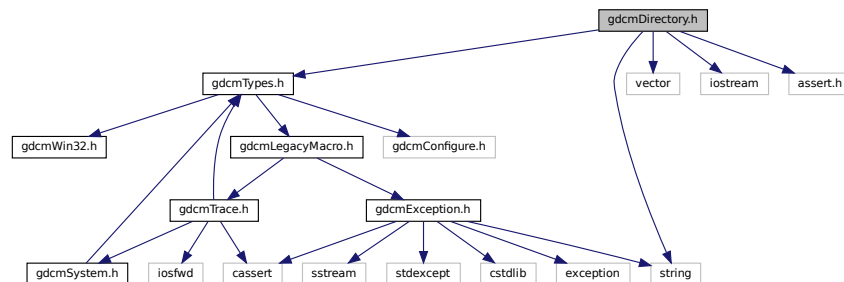 gdcmDirectory.h
gdcmTypes.h
vector
iostream
assert.h
gdcmWin32.h
gdcmLegacyMacro.h
gdcmConfigure.h
gdcmTrace.h
gdcmException.h
gdcmSystem.h
iosfwd
cassert
sstream
stdexcept
cstdlib
exception
string